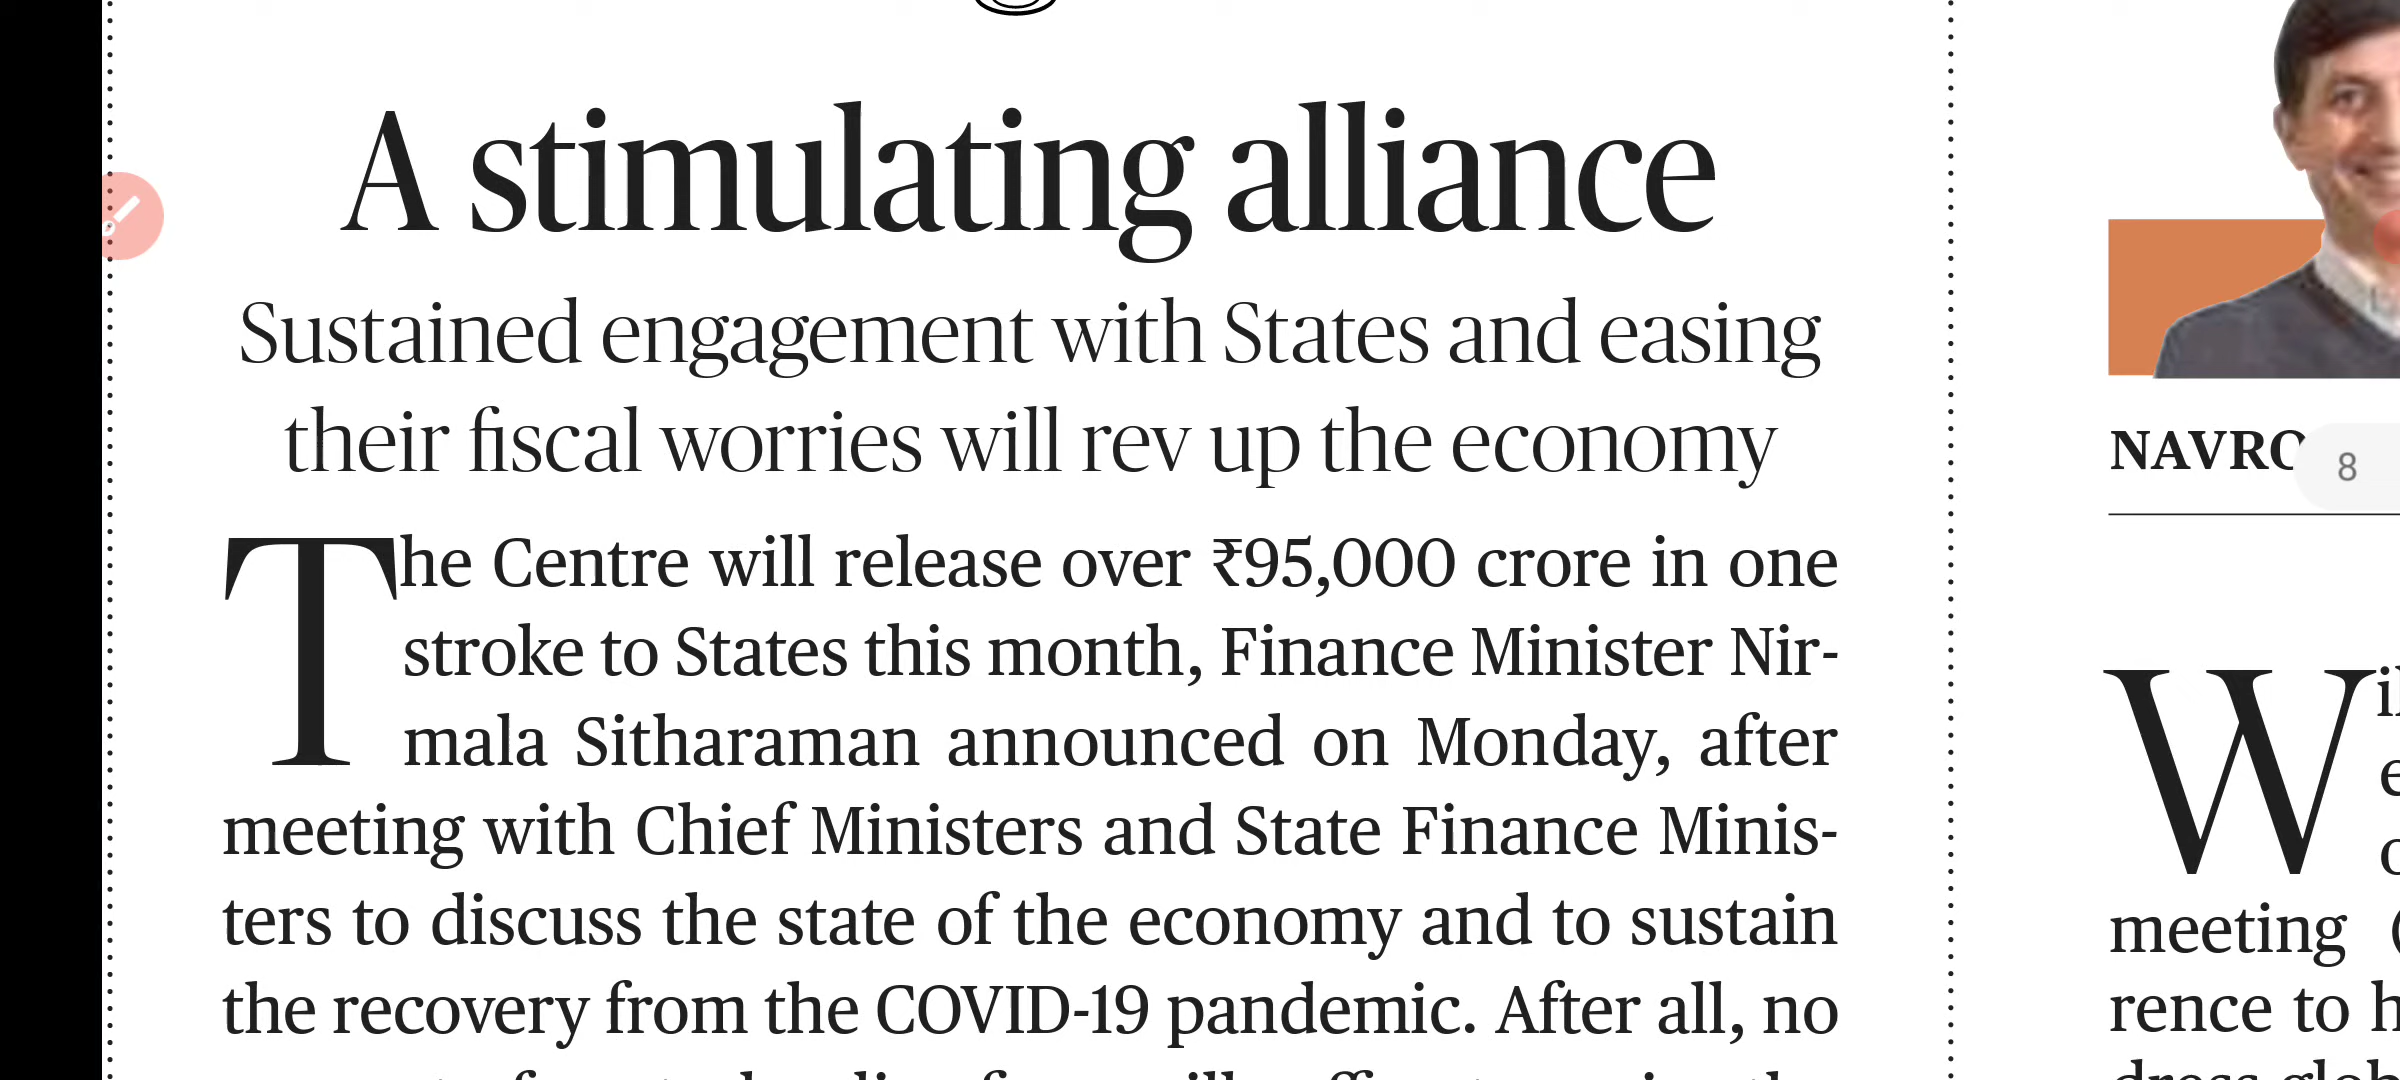 A stimulating alliance
Sustained engagement with States and easing
their fiscal worries will rev up the economy
The Centre will release over ₹95,000 crore in one
stroke to States this month, Finance Minister Nir-
mala Sitharaman announced on Monday, after
meeting with Chief Ministers and State Finance Minis-
ters to discuss the state of the economy and to sustain
the recovery from the COVID-19 pandemic. After all, no
8
meeting
rence to